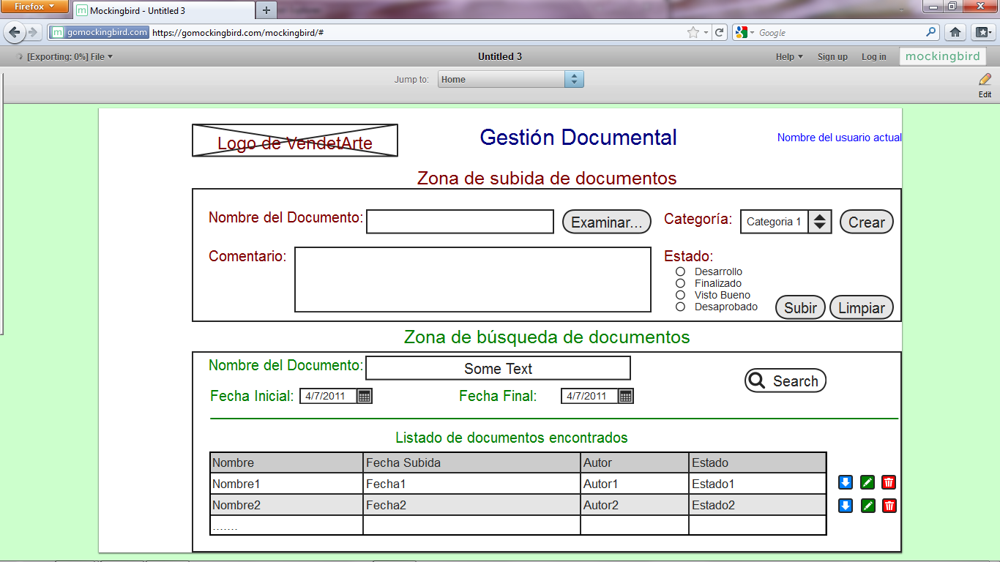 Firefox
Mockingbird - Untitled 3
gomockingbird.com https://gomockingbird.com/mockingbird/#
Google
[Exporting: 0%] File
Untitled 3
Help Sign up Log in mockingbird
Jump to: Home
Edit
Logo de VendetArte
Gestión Documental
Nombre del usuario actual
Zona de subida de documentos
Nombre del Documento: Examinar... Categoría: Categoria 1 Crear
Comentario:
Estado:
Desarrollo
Finalizado
Visto Bueno
Desaprobado
Subir Limpiar
Zona de búsqueda de documentos
Nombre del Documento: Some Text
Search
Fecha Inicial: 4/7/2011 Fecha Final: 4/7/2011
Listado de documentos encontrados
Nombre Fecha Subida Autor Estado
Nombre1 Fecha1 Autor1 Estado1
Nombre2 Fecha2 Autor2 Estado2
.......